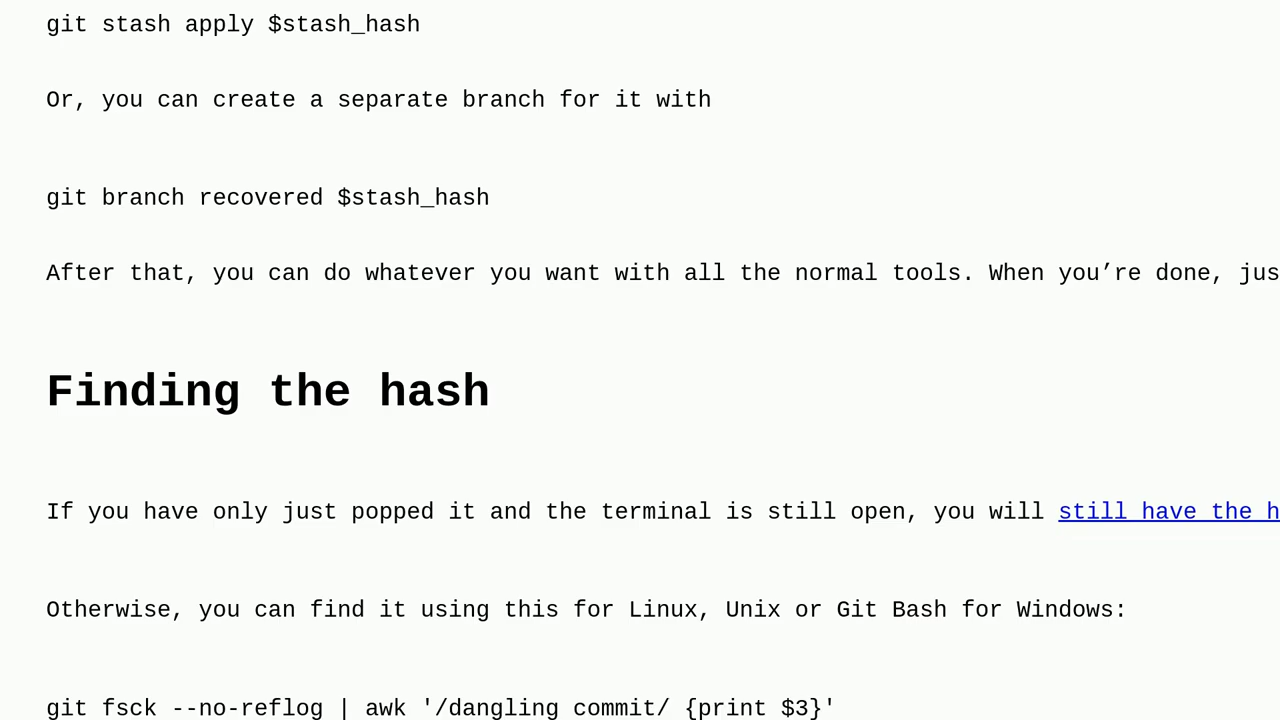 git stash apply $stash_hash
Or, you can create a separate branch for it with
git branch recovered $stash_hash
After that, you can do whatever you want with all the normal tools. When you’re done, jus
Finding the hash
If you have only just popped it and the terminal is still open, you will still have the h
Otherwise, you can find it using this for Linux, Unix or Git Bash for Windows:
git fsck --no-reflog | awk '/dangling commit/ {print $3}'